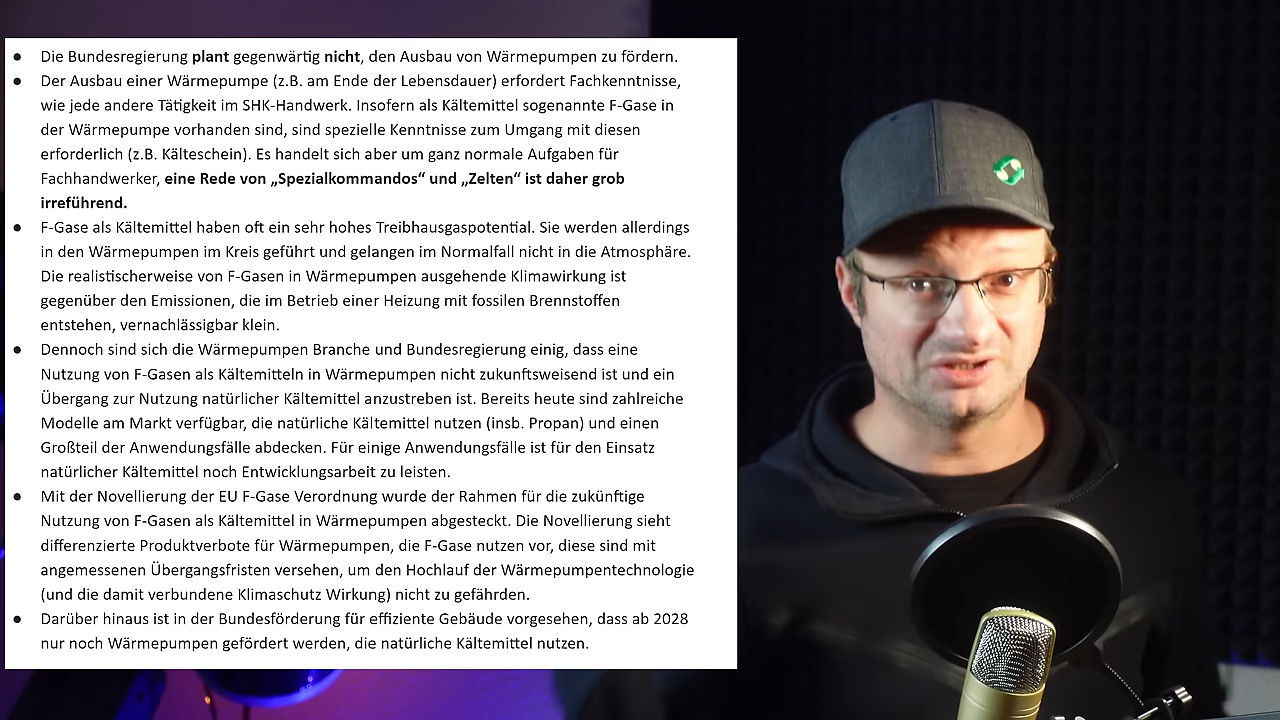 ● Die Bundesregierung plant gegenwärtig nicht, den Ausbau von Wärmepumpen zu fördern.
● Der Ausbau einer Wärmepumpe (z.B. am Ende der Lebensdauer) erfordert Fachkenntnisse,
wie jede andere Tätigkeit im SHK-Handwerk. Insofern als Kältemittel sogenannte F-Gase in
der Wärmepumpe vorhanden sind, sind spezielle Kenntnisse zum Umgang mit diesen
erforderlich (z.B. Kälteschein). Es handelt sich aber um ganz normale Aufgaben für
Fachhandwerker, eine Rede von „Spezialkommandos“ und „Zelten“ ist daher grob
irreführend.
● F-Gase als Kältemittel haben oft ein sehr hohes Treibhausgaspotential. Sie werden allerdings
in den Wärmepumpen im Kreis geführt und gelangen im Normalfall nicht in die Atmosphäre.
Die realistischerweise von F-Gasen in Wärmepumpen ausgehende Klimawirkung ist
gegenüber den Emissionen, die im Betrieb einer Heizung mit fossilen Brennstoffen
entstehen, vernachlässigbar klein.
● Dennoch sind sich die Wärmepumpen Branche und Bundesregierung einig, dass eine
Nutzung von F-Gasen als Kältemitteln in Wärmepumpen nicht zukunftsweisend ist und ein
Übergang zur Nutzung natürlicher Kältemittel anzustreben ist. Bereits heute sind zahlreiche
Modelle am Markt verfügbar, die natürliche Kältemittel nutzen (insb. Propan) und einen
Großteil der Anwendungsfälle abdecken. Für einige Anwendungsfälle ist für den Einsatz
natürlicher Kältemittel noch Entwicklungsarbeit zu leisten.
● Mit der Novellierung der EU F-Gase Verordnung wurde der Rahmen für die zukünftige
Nutzung von F-Gasen als Kältemittel in Wärmepumpen abgesteckt. Die Novellierung sieht
differenzierte Produktverbote für Wärmepumpen, die F-Gase nutzen vor, diese sind mit
angemessenen Übergangsfristen versehen, um den Hochlauf der Wärmepumpentechnologie
(und die damit verbundene Klimaschutz Wirkung) nicht zu gefährden.
● Darüber hinaus ist in der Bundesförderung für effiziente Gebäude vorgesehen, dass ab 2028
nur noch Wärmepumpen gefördert werden, die natürliche Kältemittel nutzen.